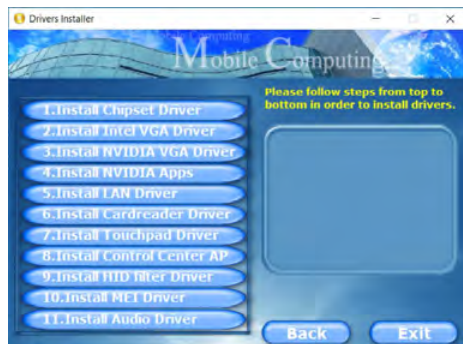 Drivers Installer
Mobile Computing
Mobile Computing
Please follow steps from top to
bottom in order to install drivers.
1.Install Chipset Driver
2.Install Intel VGA Driver
3.Install NVIDIA VGA Driver
4.Install NVIDIA Apps
5.Install LAN Driver
6.Install Cardreader Driver
7.Install Touchpad Driver
8.Install Control Center AP
9.Install HID filter Driver
10.Install MEI Driver
11.Install Audio Driver
Back
Exit